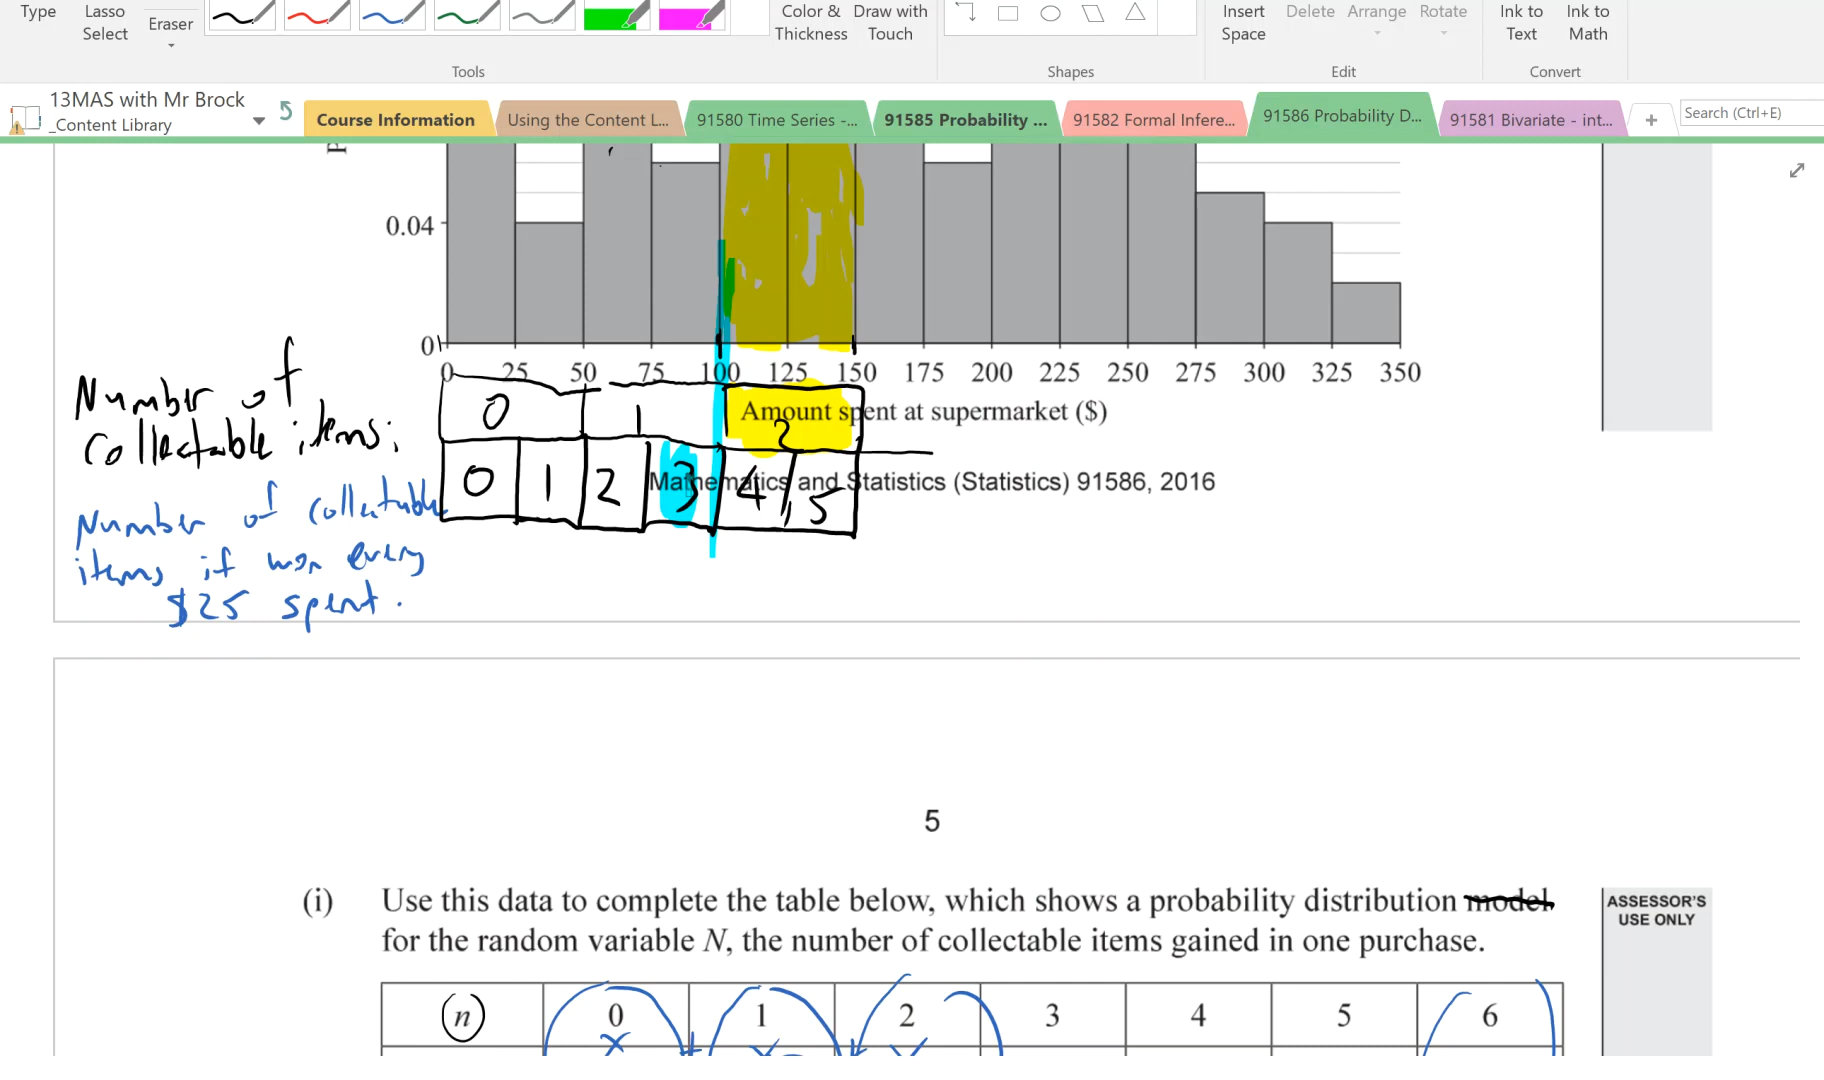 Type
Lasso Select
Eraser
Color & Thickness
Draw with Touch
Insert Space
Delete
Arrange
Rotate
Ink to Text
Ink to Math
Tools
Shapes
Edit
Convert
13MAS with Mr Brock
_Content Library
Course Information
Using the Content L...
91580 Time Series -...
91585 Probability ...
91582 Formal Infere...
91586 Probability D...
91581 Bivariate - int...
+
Search (Ctrl+E)
0.04
0
0 25 50 75 100 125 150 175 200 225 250 275 300 325 350
Amount spent at supermarket ($)
Number of collectable items:
0 1 2
Mathematics and Statistics (Statistics) 91586, 2016
0 1 2 3 4 5
Number of collectable
items if won every
$25 spent.
5
(i) Use this data to complete the table below, which shows a probability distribution model
for the random variable N, the number of collectable items gained in one purchase.
ASSESSOR'S
USE ONLY
n 0 1 2 3 4 5 6